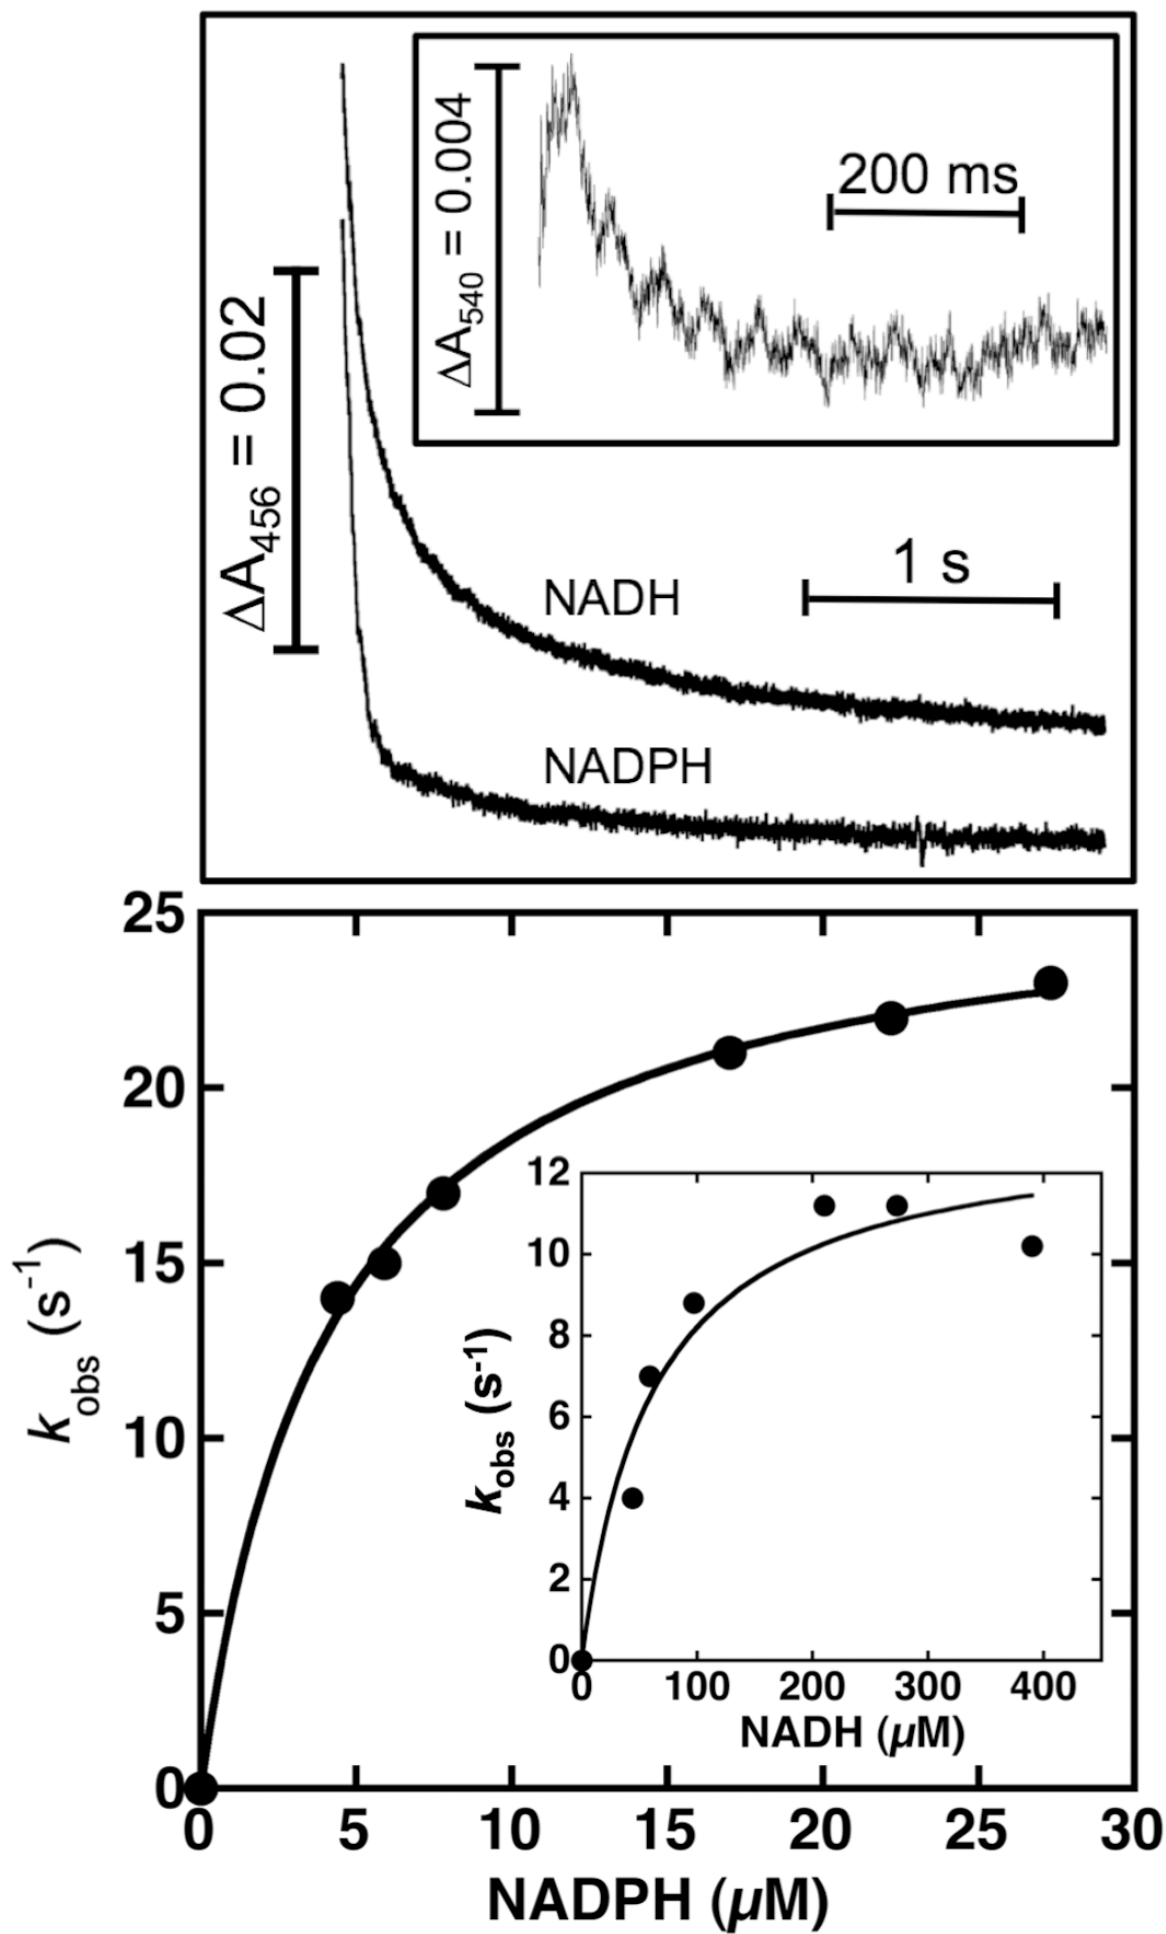 ΔA540 = 0.004
200 ms
ΔA456 = 0.02
1 s
NADH
NADPH
25
20
15
10
5
0
kobs (s-1)
12
10
8
6
4
2
0
kobs (s-1)
0 100 200 300 400
NADH (μM)
0 5 10 15 20 25 30
NADPH (μM)